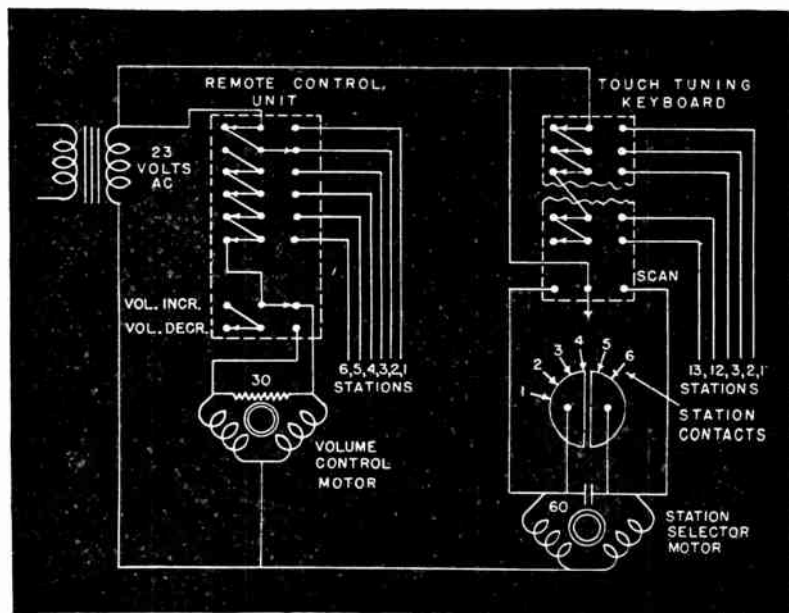 REMOTE CONTROL,
UNIT
TOUCH TUNING
KEYBOARD
23
VOLTS
AC
SCAN
VOL. INCR.
VOL. DECR.
6,5,4,3,2,1
STATIONS
13,12,3,2,1
STATIONS
1
2
3
4
5
6
STATION
CONTACTS
30
VOLUME
CONTROL
MOTOR
60
STATION
SELECTOR
MOTOR